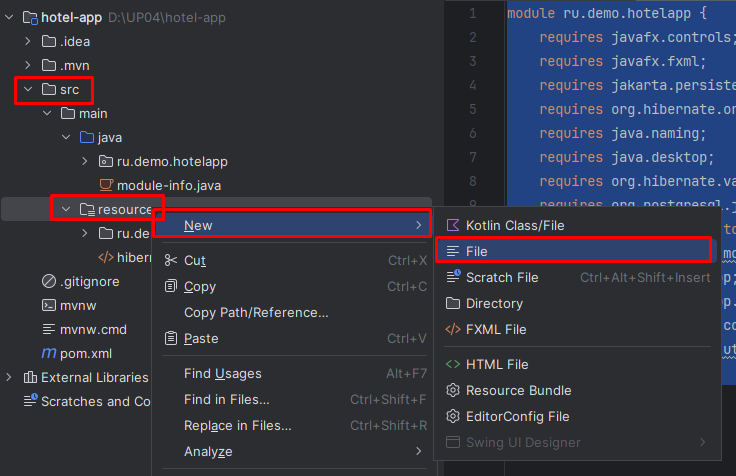 hotel-app D:\UP04\hotel-app
.idea
.mvn
src
main
java
ru.demo.hotelapp
module-info.java
resource
ru.de
hibern
.gitignore
mvnw
mvnw.cmd
pom.xml
External Libraries
Scratches and Co
1 module ru.demo.hotelapp {
2 requires javafx.controls;
3 requires javafx.fxml;
4 requires jakarta.persiste
5 requires org.hibernate.or
6 requires java.naming;
7 requires java.desktop;
8 requires org.hibernate.va
9 requires org.postgresql.j
New
Cut Ctrl+X
Copy Ctrl+C
Copy Path/Reference...
Paste Ctrl+V
Find Usages Alt+F7
Find in Files... Ctrl+Shift+F
Replace in Files... Ctrl+Shift+R
Analyze
Kotlin Class/File
File
Scratch File Ctrl+Alt+Shift+Insert
Directory
FXML File
HTML File
Resource Bundle
EditorConfig File
Swing UI Designer